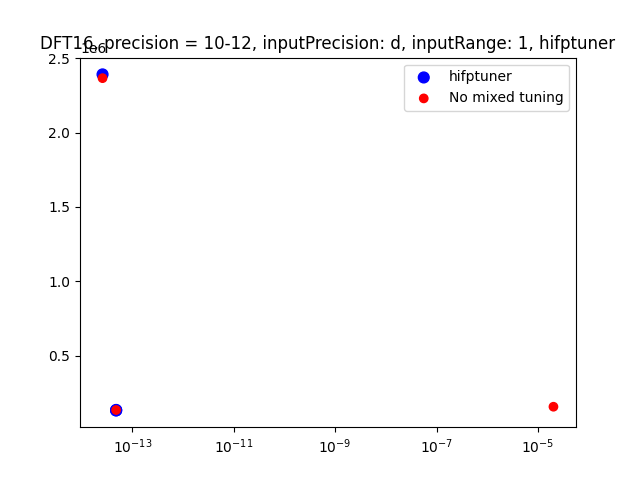 DFT16, precision = 10-12, inputPrecision: d, inputRange: 1, hifptuner
1e6
hifptuner
No mixed tuning
2.5
2.0
1.5
1.0
0.5
10⁻¹³ 10⁻¹¹ 10⁻⁹ 10⁻⁷ 10⁻⁵